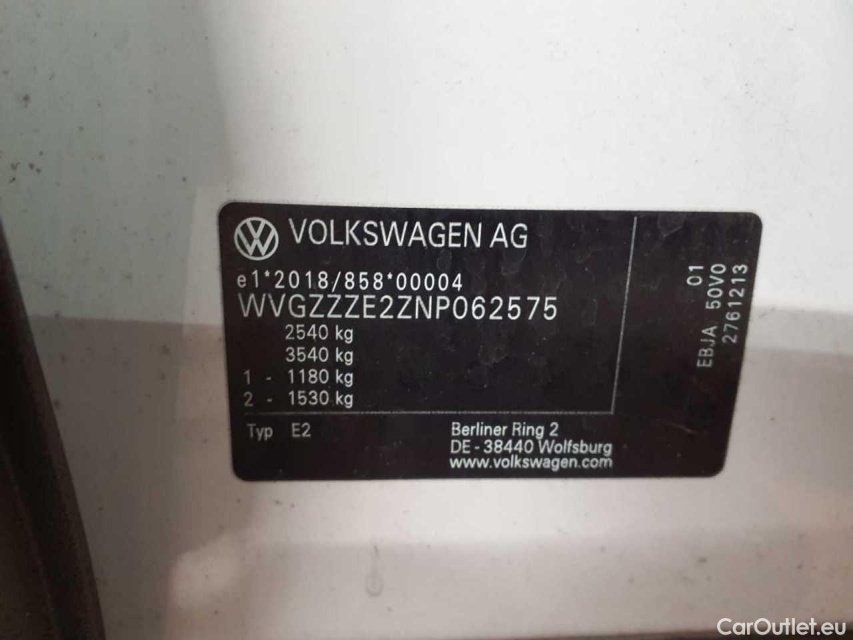 VOLKSWAGEN AG
e1*2018/858*00004
WVGZZZE2ZNP062575
2540 kg
3540 kg
1 - 1180 kg
2 - 1530 kg
Typ E2
Berliner Ring 2
DE - 38440 Wolfsburg
www.volkswagen.com
01
EBJA 50V0
2761213
CarOutlet.eu